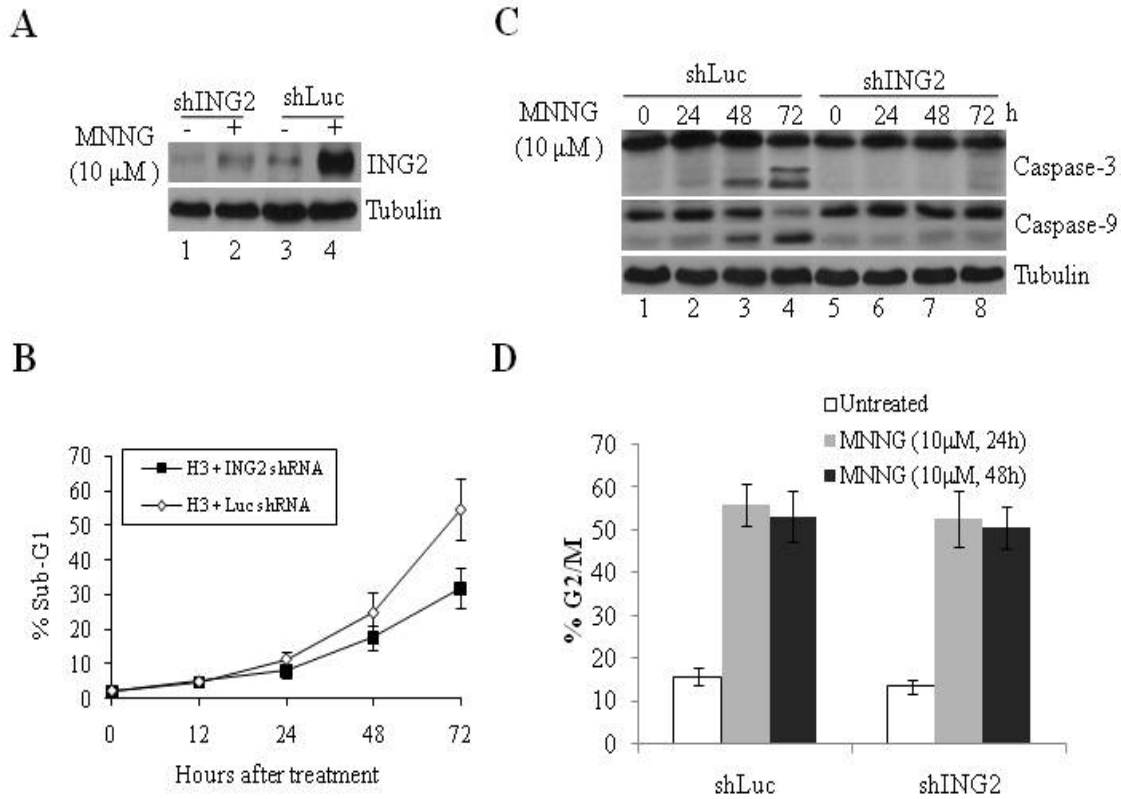 A
shING2 shLuc
MNNG - + - +
(10 μM )
ING2
Tubulin
1 2 3 4
C
shLuc shING2
MNNG 0 24 48 72 0 24 48 72 h
(10 μM )
Caspase-3
Caspase-9
Tubulin
1 2 3 4 5 6 7 8
B
H3 + ING2 shRNA
H3 + Luc shRNA
% Sub-G1
70
60
50
40
30
20
10
0
0 12 24 48 72
Hours after treatment
D
Untreated
MNNG (10μM, 24h)
MNNG (10μM, 48h)
% G2/M
70
60
50
40
30
20
10
0
shLuc shING2